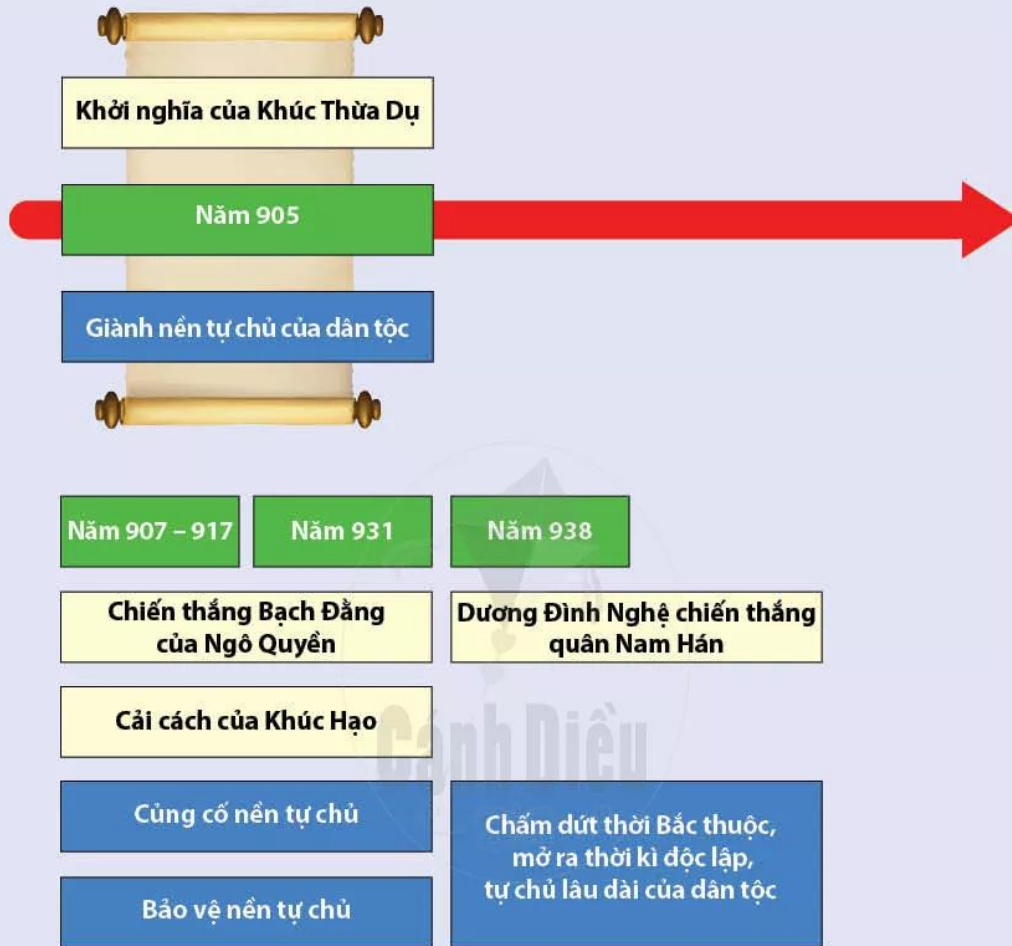 Khởi nghĩa của Khúc Thừa Dụ
Năm 905
Giành nền tự chủ của dân tộc
Năm 907 – 917
Năm 931
Năm 938
Chiến thắng Bạch Đằng
của Ngô Quyền
Dương Đình Nghệ chiến thắng
quân Nam Hán
Cải cách của Khúc Hạo
Cánh Diều
Củng cố nền tự chủ
Chấm dứt thời Bắc thuộc,
mở ra thời kì độc lập,
tự chủ lâu dài của dân tộc
Bảo vệ nền tự chủ